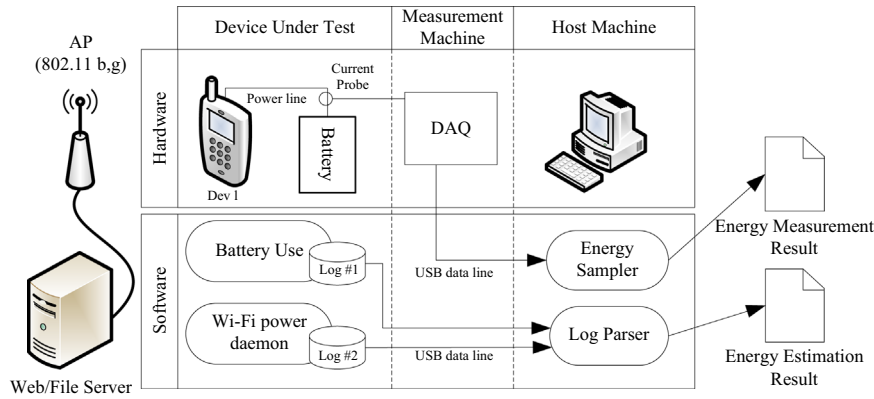 Device Under Test
Measurement
Machine
Host Machine
AP
(802.11 b,g)
Hardware
Power line
Current
Probe
Battery
DAQ
Dev 1
Energy Measurement
Result
Software
Battery Use
Log #1
USB data line
Energy
Sampler
Wi-Fi power
daemon
Log #2
USB data line
Log Parser
Energy Estimation
Result
Web/File Server